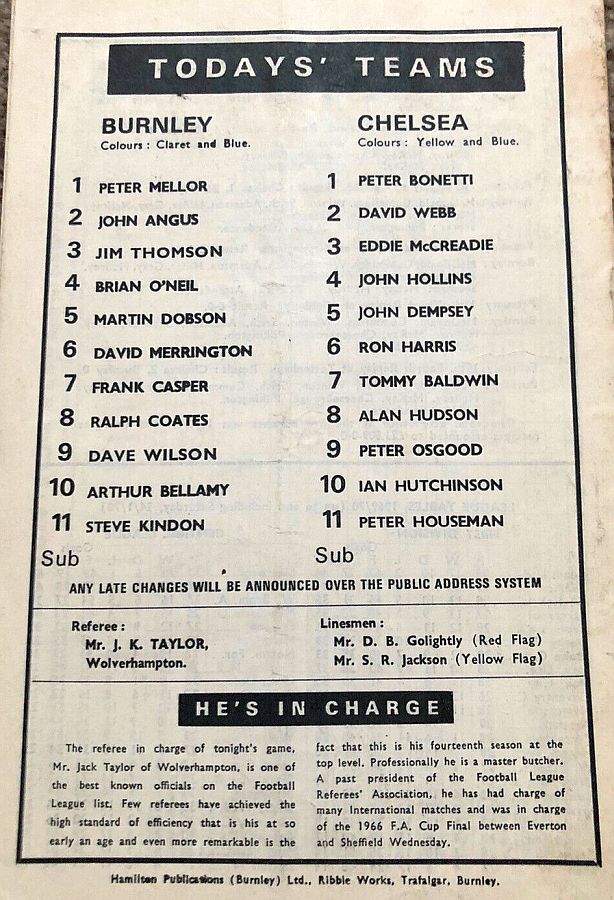 TODAYS' TEAMS
BURNLEY
Colours : Claret and Blue.
1 PETER MELLOR
2 JOHN ANGUS
3 JIM THOMSON
4 BRIAN O'NEIL
5 MARTIN DOBSON
6 DAVID MERRINGTON
7 FRANK CASPER
8 RALPH COATES
9 DAVE WILSON
10 ARTHUR BELLAMY
11 STEVE KINDON
Sub
CHELSEA
Colours : Yellow and Blue.
1 PETER BONETTI
2 DAVID WEBB
3 EDDIE McCREADIE
4 JOHN HOLLINS
5 JOHN DEMPSEY
6 RON HARRIS
7 TOMMY BALDWIN
8 ALAN HUDSON
9 PETER OSGOOD
10 IAN HUTCHINSON
11 PETER HOUSEMAN
Sub
ANY LATE CHANGES WILL BE ANNOUNCED OVER THE PUBLIC ADDRESS SYSTEM
Referee :
Mr. J. K. TAYLOR,
Wolverhampton.
Linesmen :
Mr. D. B. Golightly (Red Flag)
Mr. S. R. Jackson (Yellow Flag)
HE'S IN CHARGE
The referee in charge of tonight's game,
Mr. Jack Taylor of Wolverhampton, is one of
the best known officials on the Football
League list. Few referees have achieved the
high standard of efficiency that is his at so
early an age and even more remarkable is the
fact that this is his fourteenth season at the
top level. Professionally he is a master butcher.
A past president of the Football League
Referees' Association, he has had charge of
many International matches and was in charge
of the 1966 F.A. Cup Final between Everton
and Sheffield Wednesday.
Hamilton Publications (Burnley) Ltd., Ribble Works, Trafalgar, Burnley.